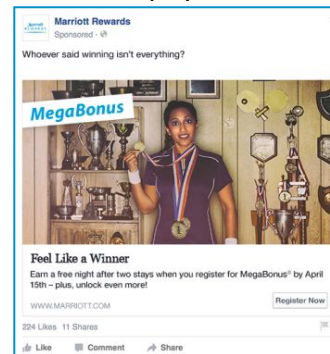 Marriott
REWARDS
Marriott Rewards
Sponsored ·
Whoever said winning isn't everything?
MegaBonus
Feel Like a Winner
Earn a free night after two stays when you register for MegaBonus® by April
15th – plus, unlock even more!
WWW.MARRIOTT.COM
Register Now
224 Likes 11 Shares
Like Comment Share